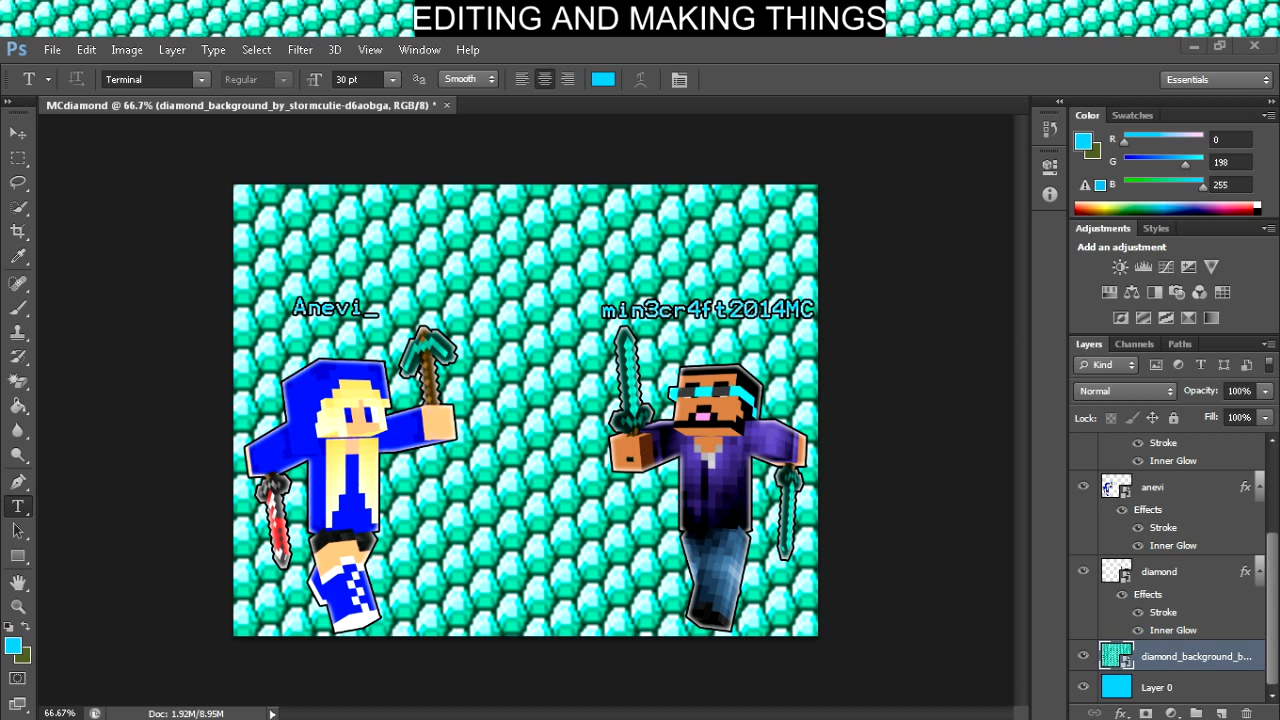 EDITING AND MAKING THINGS
Ps File Edit Image Layer Type Select Filter 3D View Window Help
T Terminal Regular 30 pt aa Smooth Essentials
MCdiamond @ 66.7% (diamond_background_by_stormcutie-d6aobga, RGB/8) * ×
Color Swatches
R 0
G 198
B 255
Adjustments Styles
Add an adjustment
Anevi_
min3cr4ft2014MC
Layers Channels Paths
Kind
Normal Opacity: 100%
Lock: Fill: 100%
Stroke
Inner Glow
anevi fx
Effects
Stroke
Inner Glow
diamond fx
Effects
Stroke
Inner Glow
diamond_background_b...
Layer 0
66.67% Doc: 1.92M/8.95M